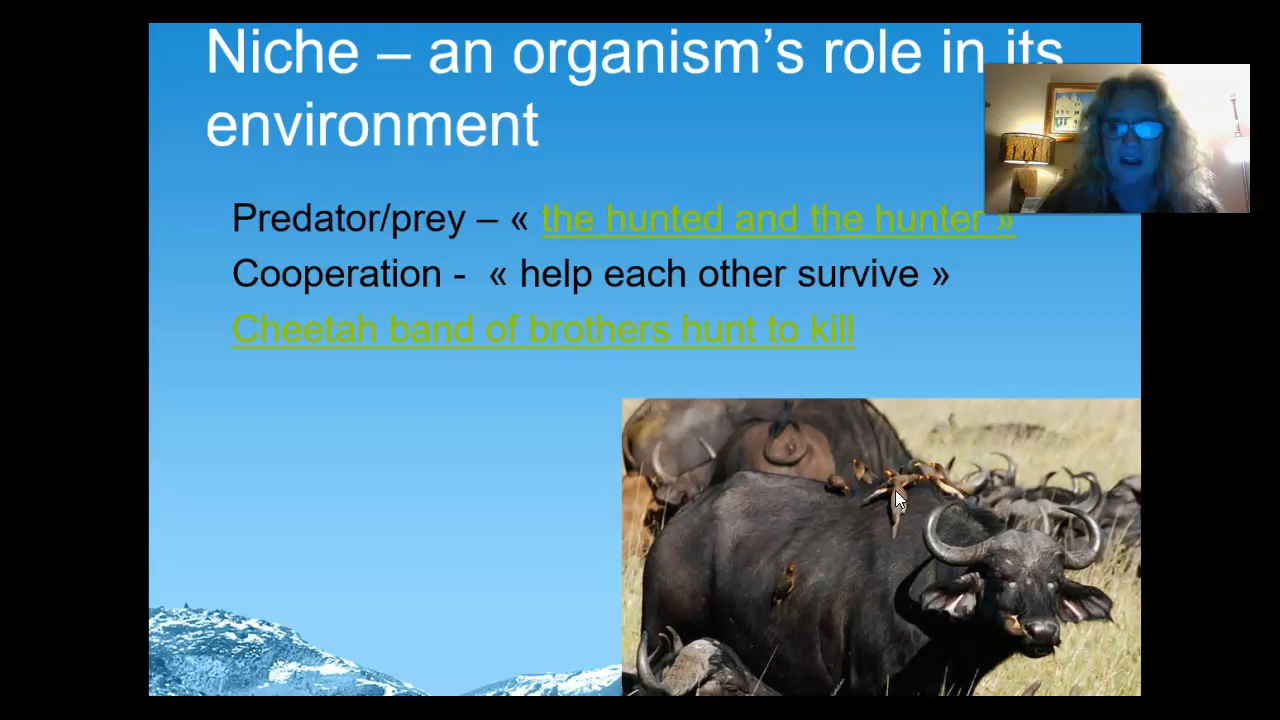 Niche – an organism’s role in its
environment
Predator/prey – « the hunted and the hunter »
Cooperation -  « help each other survive »
Cheetah band of brothers hunt to kill